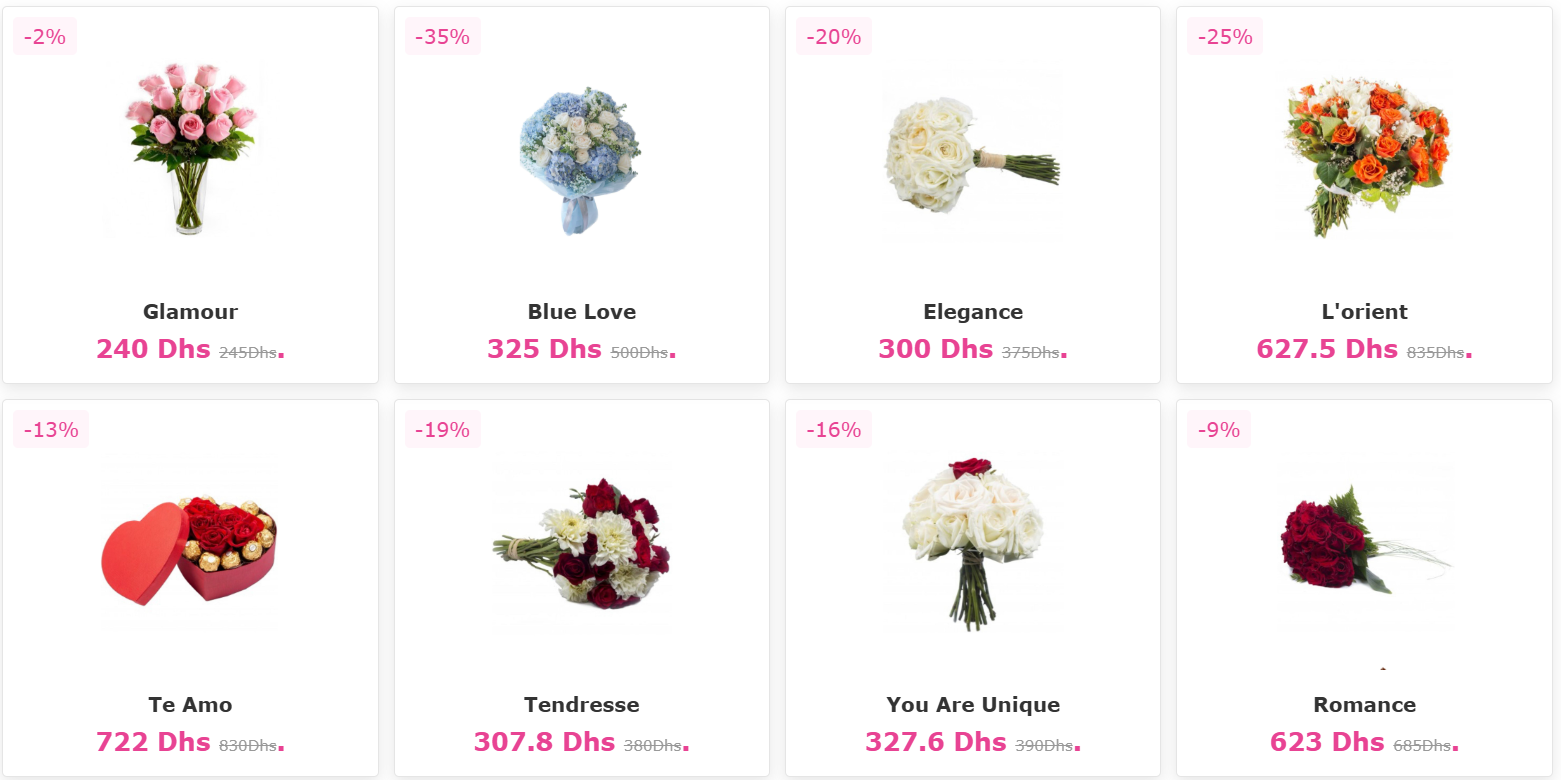 -2%
Glamour
240 Dhs 245Dhs.
-35%
Blue Love
325 Dhs 500Dhs.
-20%
Elegance
300 Dhs 375Dhs.
-25%
L'orient
627.5 Dhs 835Dhs.
-13%
Te Amo
722 Dhs 830Dhs.
-19%
Tendresse
307.8 Dhs 380Dhs.
-16%
You Are Unique
327.6 Dhs 390Dhs.
-9%
Romance
623 Dhs 685Dhs.